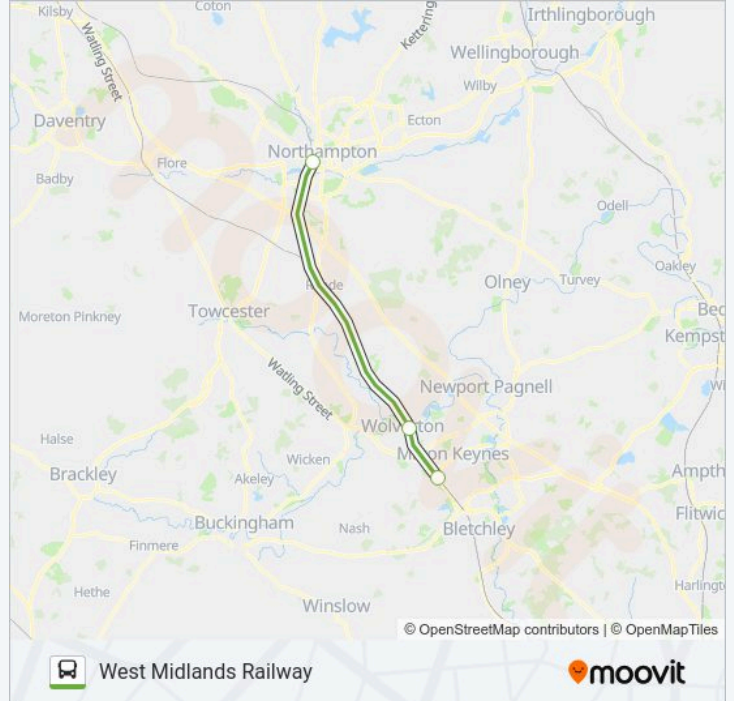 Kilsby
Coton
Irthlingborough
Watling Street
Kettering
Wellingborough
Wilby
Daventry
Ecton
Northampton
Flore
Badby
Odell
Oakley
Olney
Turvey
Moreton Pinkney
Towcester
Bed
Kempst
Watling Street
Newport Pagnell
Halse
Wolverton
Wicken
Milton Keynes
Brackley
Akeley
Ampth
Buckingham
Nash
Bletchley
Flitwic
Finmere
Hethe
Harlingt
Winslow
© OpenStreetMap contributors | © OpenMapTiles
West Midlands Railway
moovit